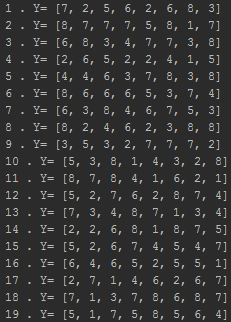 1 . Y= [7, 2, 5, 6, 2, 6, 8, 3]
2 . Y= [8, 7, 7, 7, 5, 8, 1, 7]
3 . Y= [6, 8, 3, 4, 7, 7, 3, 8]
4 . Y= [2, 6, 5, 2, 2, 4, 1, 5]
5 . Y= [4, 4, 6, 3, 7, 8, 3, 8]
6 . Y= [8, 6, 6, 6, 5, 3, 7, 4]
7 . Y= [6, 3, 8, 4, 6, 7, 5, 3]
8 . Y= [8, 2, 4, 6, 2, 3, 8, 8]
9 . Y= [3, 5, 3, 2, 7, 7, 7, 2]
10 . Y= [5, 3, 8, 1, 4, 3, 2, 8]
11 . Y= [8, 7, 8, 4, 1, 6, 2, 1]
12 . Y= [5, 2, 7, 6, 2, 8, 7, 4]
13 . Y= [7, 3, 4, 8, 7, 1, 3, 4]
14 . Y= [2, 2, 6, 8, 1, 8, 7, 5]
15 . Y= [5, 2, 6, 7, 4, 5, 4, 7]
16 . Y= [6, 4, 6, 5, 2, 5, 5, 1]
17 . Y= [2, 7, 1, 4, 6, 2, 6, 7]
18 . Y= [7, 1, 3, 7, 8, 6, 8, 7]
19 . Y= [5, 1, 7, 5, 8, 5, 6, 4]